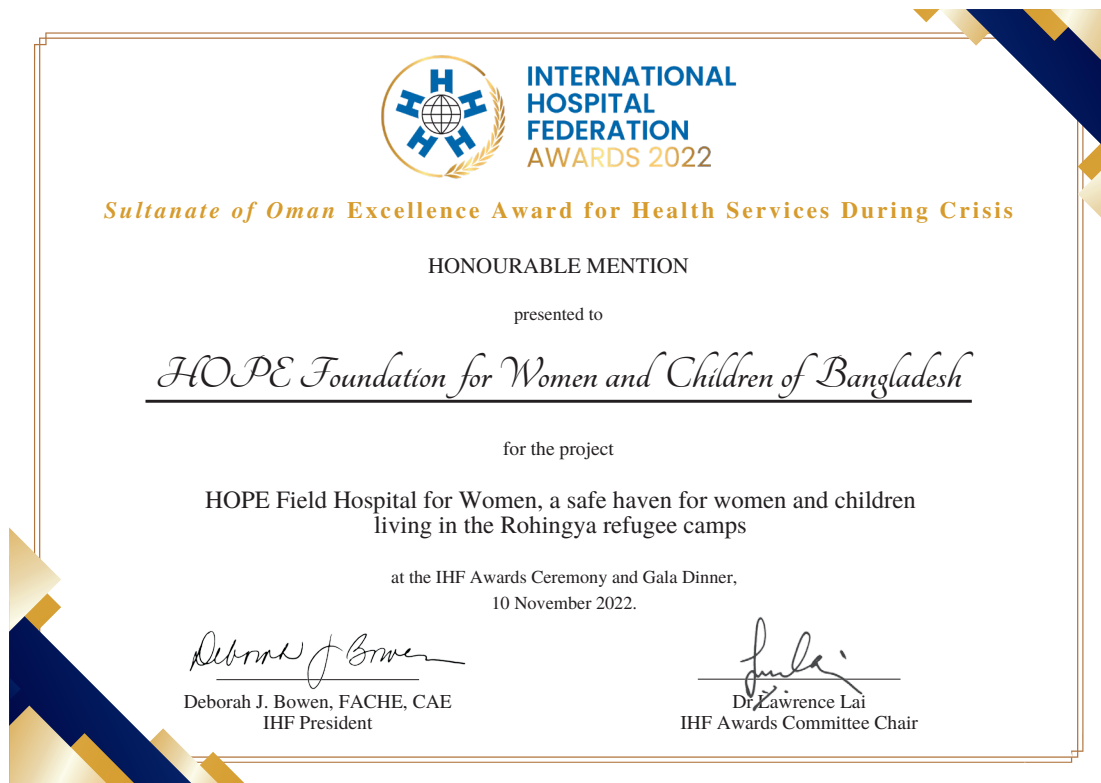 INTERNATIONAL
HOSPITAL
FEDERATION
AWARDS 2022
Sultanate of Oman Excellence Award for Health Services During Crisis
HONOURABLE MENTION
presented to
HOPE Foundation for Women and Children of Bangladesh
for the project
HOPE Field Hospital for Women, a safe haven for women and children
living in the Rohingya refugee camps
at the IHF Awards Ceremony and Gala Dinner,
10 November 2022.
Deborah J Bowen
Deborah J. Bowen, FACHE, CAE
IHF President
Dr Lawrence Lai
IHF Awards Committee Chair